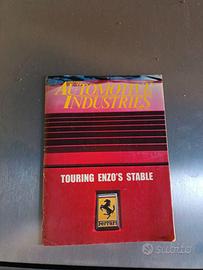 AUTOMOTIVE
INDUSTRIES
TOURING ENZO'S STABLE
Ferrari
subito